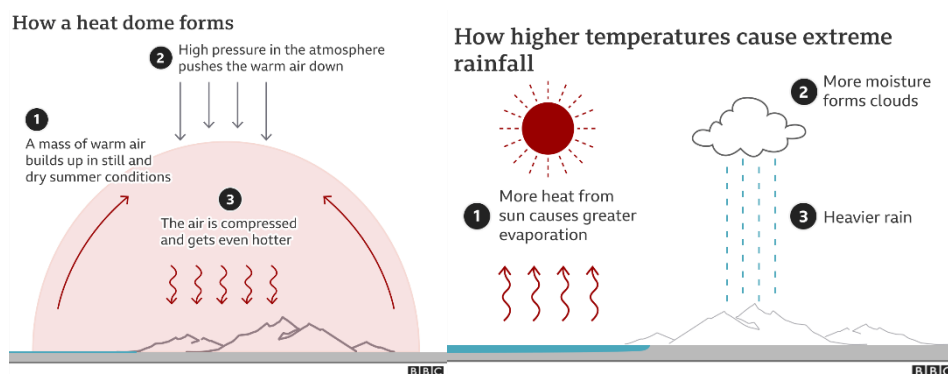 How a heat dome forms
2
High pressure in the atmosphere
pushes the warm air down
1
A mass of warm air
builds up in still and
dry summer conditions
3
The air is compressed
and gets even hotter
BBC
How higher temperatures cause extreme
rainfall
2
More moisture
forms clouds
1
More heat from
sun causes greater
evaporation
3
Heavier rain
BBC